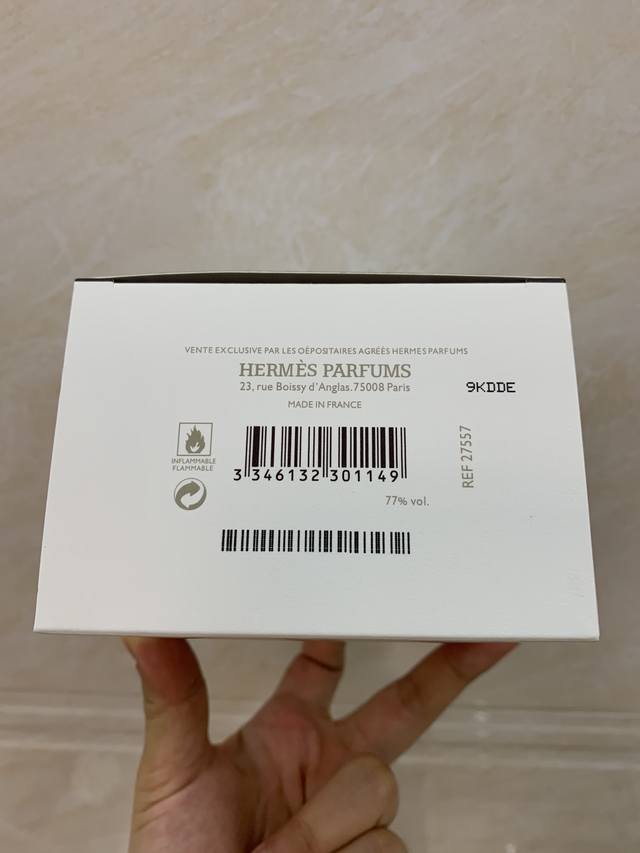 VENTE EXCLUSIVE PAR LES OÉPOSITAIRES AGRÉÉS HERMES PARFUMS
HERMÈS PARFUMS
23, rue Boissy d'Anglas.75008 Paris
9KDDE
MADE IN FRANCE
INFLAMMABLE
FLAMMABLE
3 346132 301149
REF 27557
77% vol.